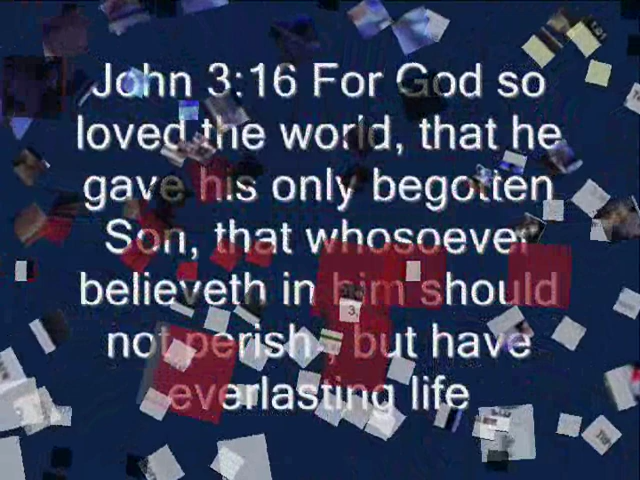 John 3:16 For God so
loved the world, that he
gave his only begotten
Son, that whosoever
believeth in him should
not perish, but have
everlasting life